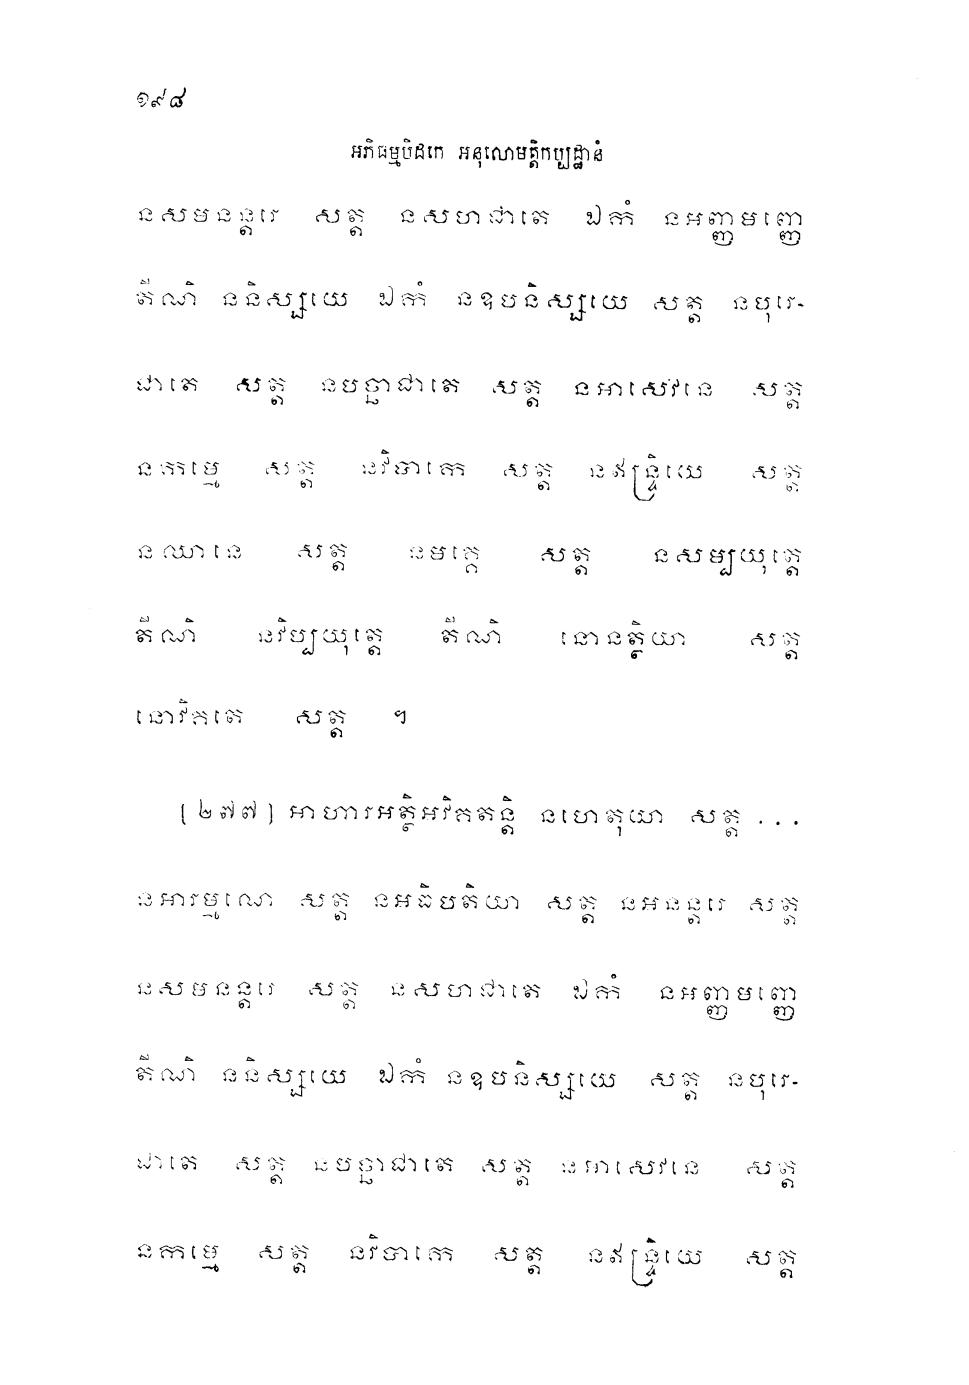 ១៩៨
អភិធម្មបិដកេ អនុលោមត្តិកប្បដ្ឋានំ
នសមនន្តរេ សត្ត នសហជាតេ ឯកំ នអញ្ញមញ្ញេ
តីណិ ននិស្សយេ ឯកំ នឧបនិស្សយេ សត្ត នបុរេ-
ជាតេ សត្ត នបច្ឆាជាតេ សត្ត នអាសេវនេ សត្ត
នកម្មេ សត្ត នវិបាកេ សត្ត នឥន្ទ្រិយេ សត្ត
នឈានេ សត្ត នមគ្គេ សត្ត នសម្បយុត្តេ
តីណិ នវិប្បយុត្តេ តីណិ នោនត្ថិយា សត្ត
នោវិគតេ សត្ត ។
[២៧៧] អាហារអត្ថិអវិគតន្តិ នហេតុយា សត្ត ...
នអារម្មណេ សត្ត នអធិបតិយា សត្ត នអនន្តរេ សត្ត
នសមនន្តរេ សត្ត នសហជាតេ ឯកំ នអញ្ញមញ្ញេ
តីណិ ននិស្សយេ ឯកំ នឧបនិស្សយេ សត្ត នបុរេ-
ជាតេ សត្ត នបច្ឆាជាតេ សត្ត នអាសេវនេ សត្ត
នកម្មេ សត្ត នវិបាកេ សត្ត នឥន្ទ្រិយេ សត្ត